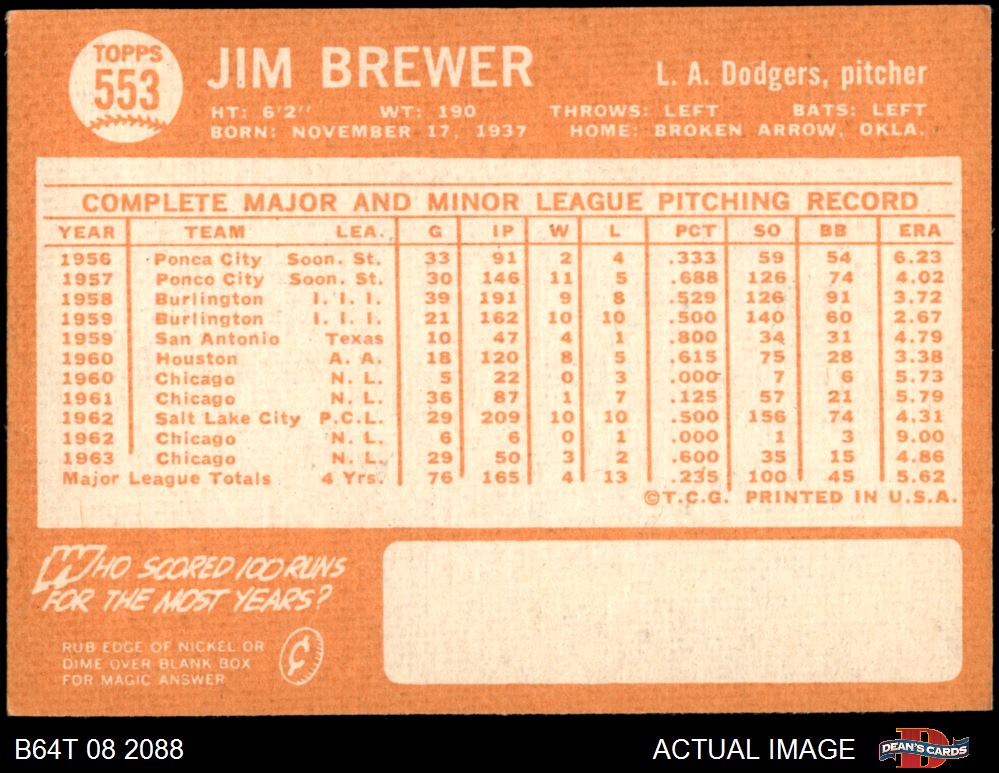 TOPPS
553
JIM BREWER
L. A. Dodgers, pitcher
HT: 6'2" WT: 190 THROWS: LEFT BATS: LEFT
BORN: NOVEMBER 17, 1937 HOME: BROKEN ARROW, OKLA.
COMPLETE MAJOR AND MINOR LEAGUE PITCHING RECORD
YEAR TEAM LEA. G IP W L PCT SO BB ERA
1956 Ponca City Soon. St. 33 91 2 4 .333 59 54 6.23
1957 Ponco City Soon. St. 30 146 11 5 .688 126 74 4.02
1958 Burlington I. I. I. 39 191 9 8 .529 126 91 3.72
1959 Burlington I. I. I. 21 162 10 10 .500 140 60 2.67
1959 San Antonio Texas 10 47 4 1 .800 34 31 4.79
1960 Houston A. A. 18 120 8 5 .615 75 28 3.38
1960 Chicago N. L. 5 22 0 3 .000 7 6 5.73
1961 Chicago N. L. 36 87 1 7 .125 57 21 5.79
1962 Salt Lake City P.C.L. 29 209 10 10 .500 156 74 4.31
1962 Chicago N. L. 6 6 0 1 .000 1 3 9.00
1963 Chicago N. L. 29 50 3 2 .600 35 15 4.86
Major League Totals 4 Yrs. 76 165 4 13 .235 100 45 5.62
©T.C.G. PRINTED IN U.S.A.
WHO SCORED 100 RUNS
FOR THE MOST YEARS?
RUB EDGE OF NICKEL OR
DIME OVER BLANK BOX
FOR MAGIC ANSWER
¢
B64T 08 2088 ACTUAL IMAGE
D
DEAN'S CARDS